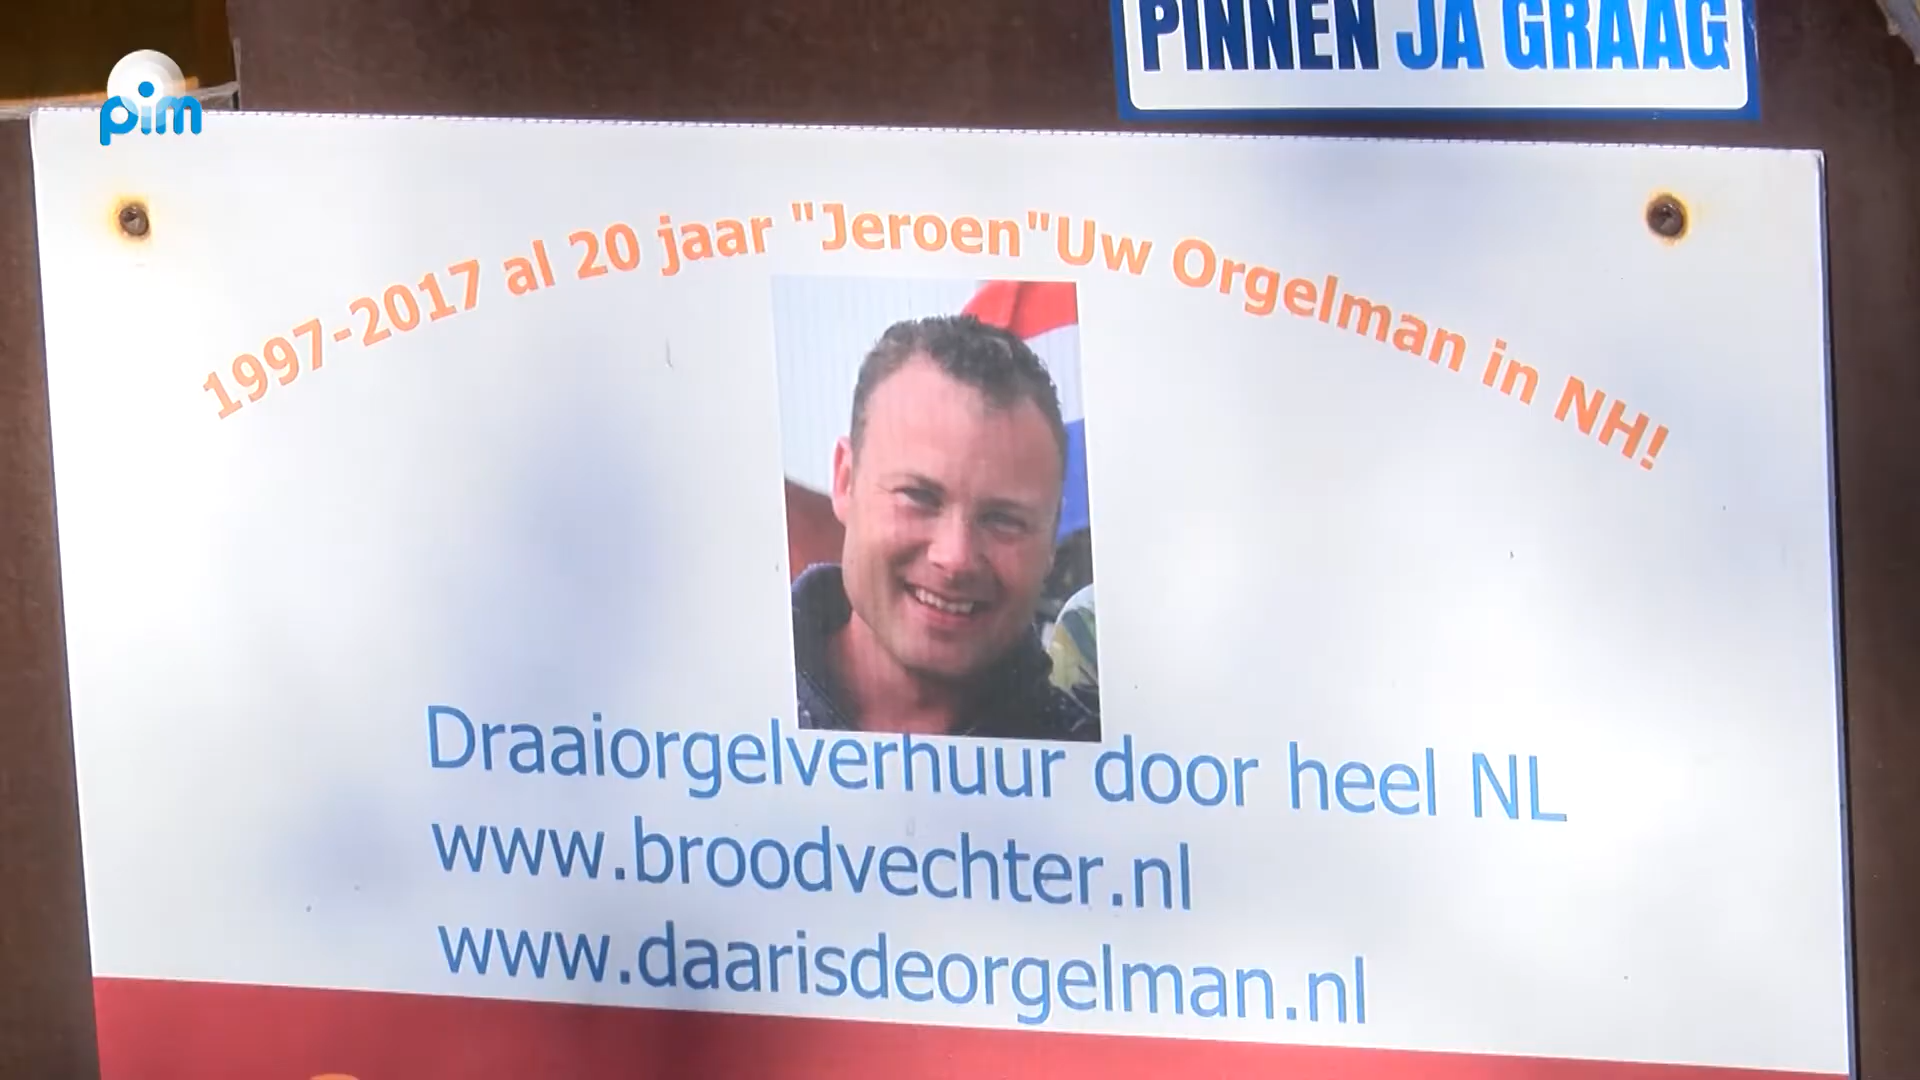 PINNEN JA GRAAG
pim
1997-2017 al 20 jaar "Jeroen"Uw Orgelman in NH!
Draaiorgelverhuur door heel NL
www.broodvechter.nl
www.daarisdeorgelman.nl